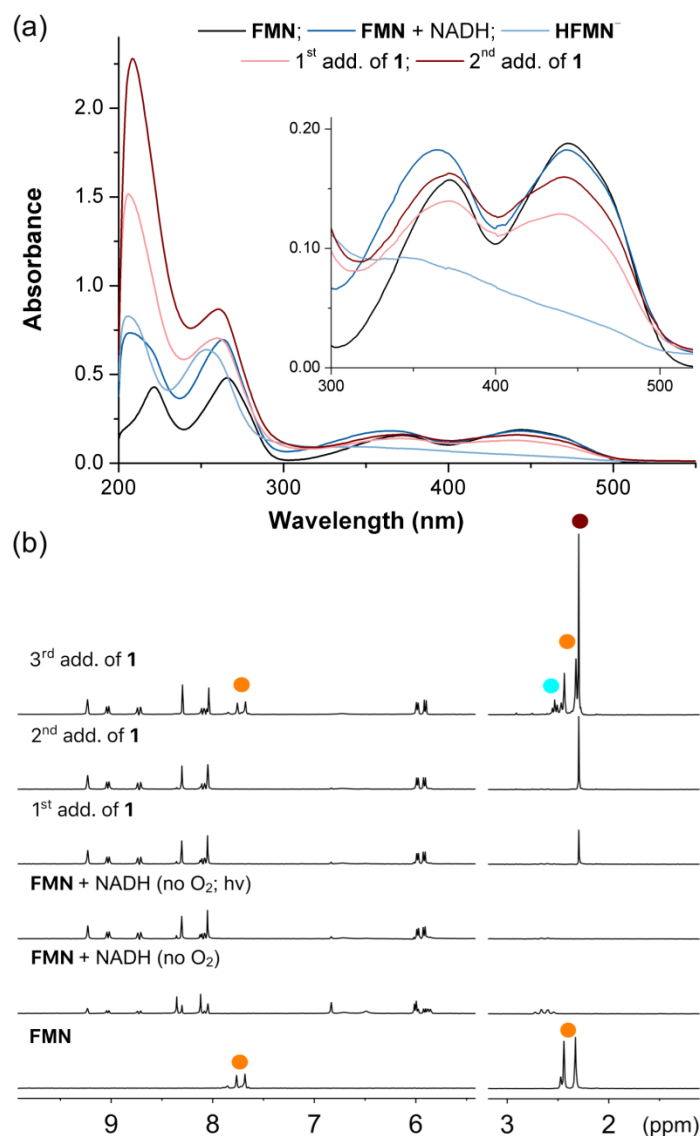 (a)
FMN; FMN + NADH; HFMN⁻
1st add. of 1; 2nd add. of 1
2.0
1.5
1.0
0.5
0.0
Absorbance
0.20
0.10
0.00
300 400 500
200 300 400 500
Wavelength (nm)
(b)
3rd add. of 1
2nd add. of 1
1st add. of 1
FMN + NADH (no O2; hv)
FMN + NADH (no O2)
FMN
9 8 7 6 3 2 (ppm)